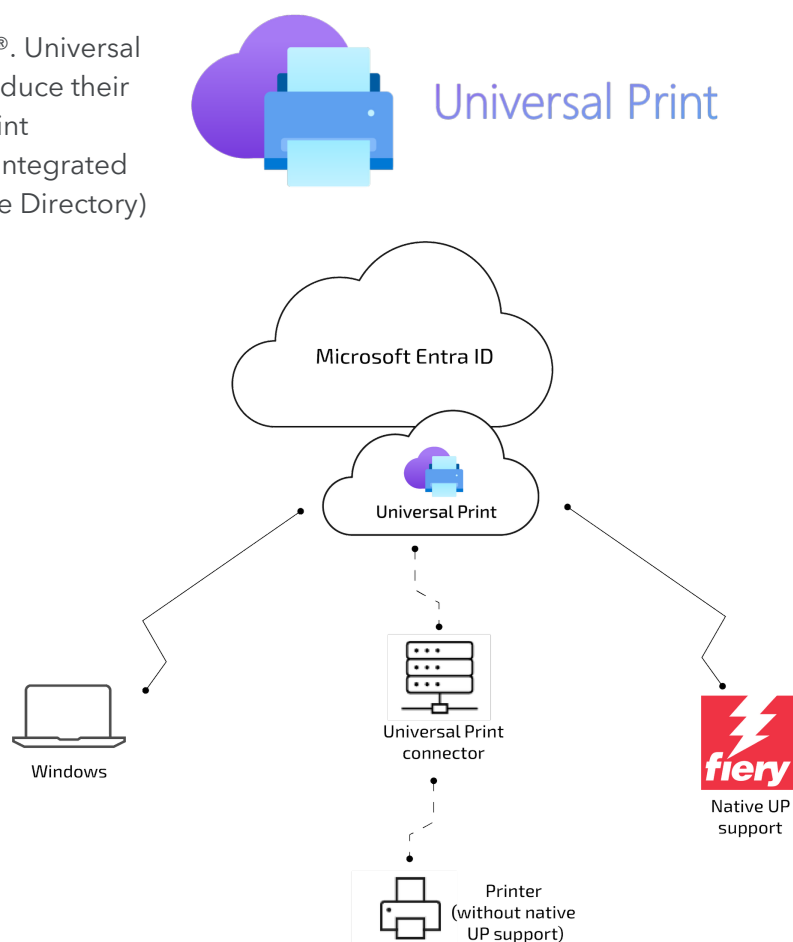 ®. Universal
duce their
int
integrated
e Directory)
Universal Print
Microsoft Entra ID
Universal Print
Universal Print
connector
Windows
fiery
Native UP
support
Printer
(without native
UP support)